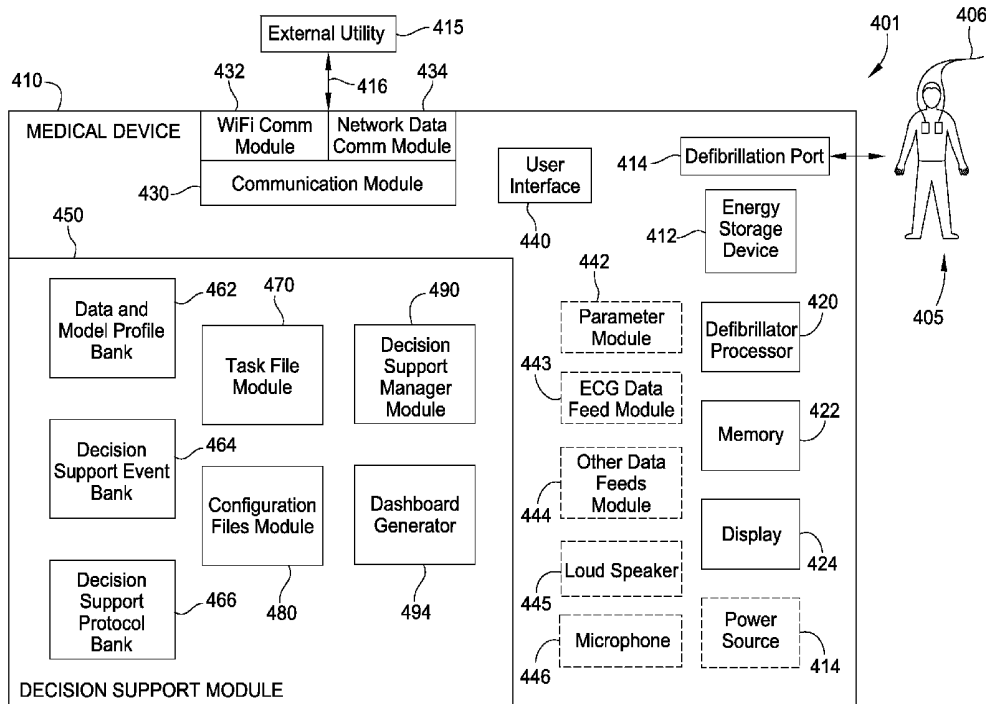 External Utility
415
401
406
432
434
416
410
MEDICAL DEVICE
WiFi Comm
Module
Network Data
Comm Module
Communication Module
430
User
Interface
440
414
Defibrillation Port
Energy
Storage
Device
412
405
450
462
Data and
Model Profile
Bank
470
Task File
Module
490
Decision
Support
Manager
Module
464
Decision
Support Event
Bank
Configuration
Files Module
480
Dashboard
Generator
494
Decision
Support
Protocol
Bank
466
DECISION SUPPORT MODULE
442
Parameter
Module
443
ECG Data
Feed Module
Other Data
Feeds
Module
444
Loud Speaker
445
Microphone
446
420
Defibrillator
Processor
422
Memory
Display
424
Power
Source
414